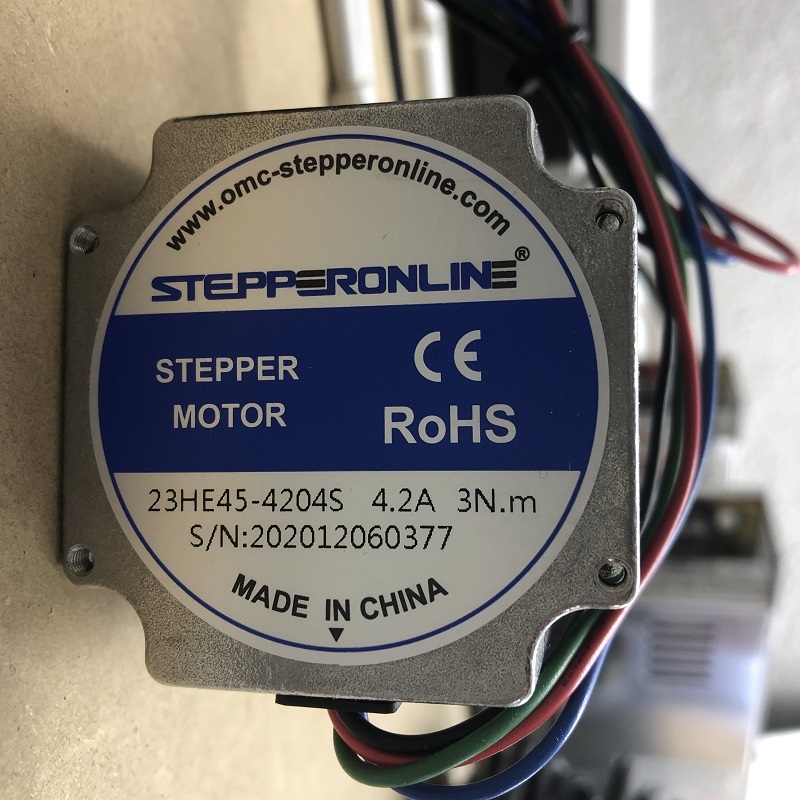 www.omc-stepperonline.com
STEPPERONLINE®
STEPPER
MOTOR
CE
RoHS
23HE45-4204S 4.2A 3N.m
S/N:202012060377
MADE IN CHINA